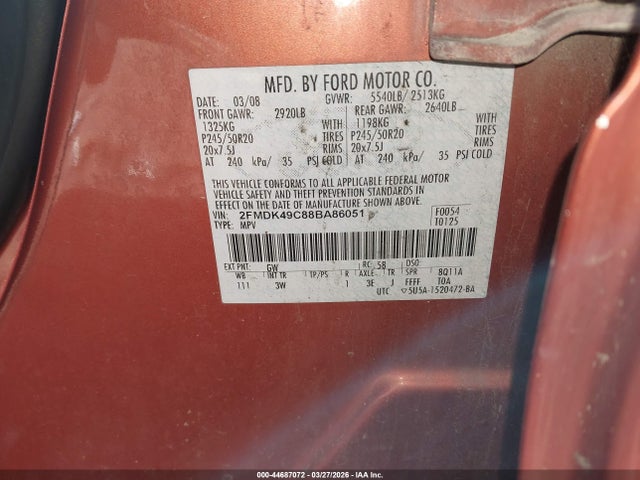 MFD. BY FORD MOTOR CO.
DATE: 03/08 GVWR: 5540LB/ 2513KG
FRONT GAWR: 2920LB REAR GAWR: 2640LB
1325KG WITH 1198KG WITH
P245/50R20 TIRES P245/50R20 TIRES
20x7.5J RIMS 20x7.5J RIMS
AT 240 kPa/ 35 PSI COLD AT 240 kPa/ 35 PSI COLD
THIS VEHICLE CONFORMS TO ALL APPLICABLE FEDERAL MOTOR
VEHICLE SAFETY AND THEFT PREVENTION STANDARDS IN
EFFECT ON THE DATE OF MANUFACTURE SHOWN ABOVE.
VIN: 2FMDK49C88BA86051 F0054
TYPE: MPV T0125
EXT PNT: GW RC: 58 DSO:
WB INT TR TP/PS R AXLE TR SPR 8Q11A
111 3W 1 3E J FFFF T0A
UTC ▽5U5A-1520472-BA
000-44687072 | 03/27/2026 | IAA Inc.